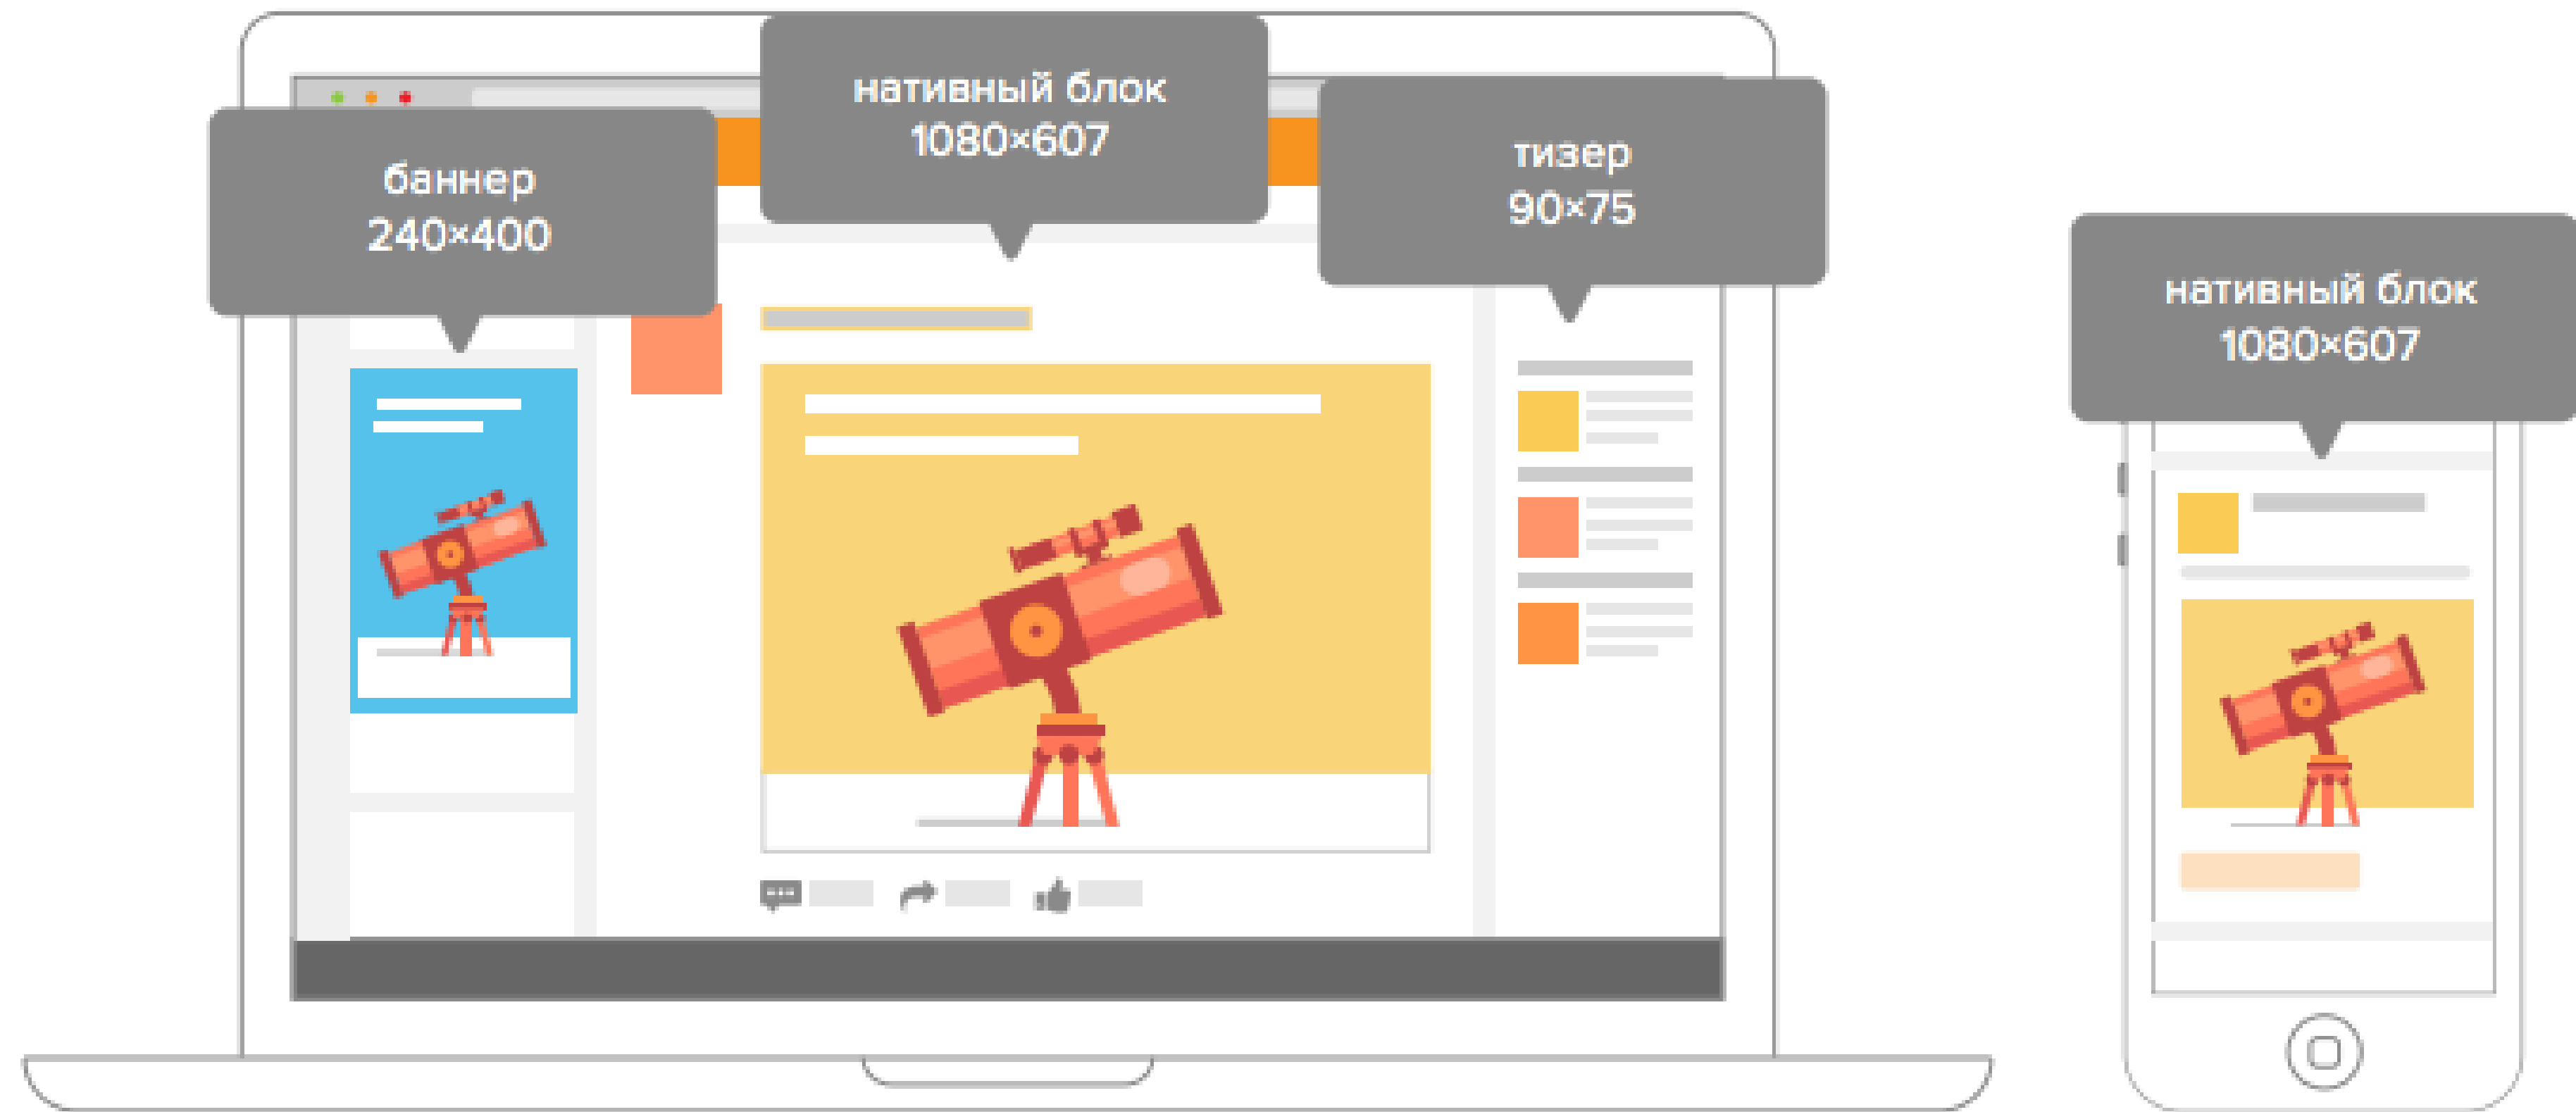 баннер
240×400
нативный блок
1080×607
тизер
90×75
нативный блок
1080×607